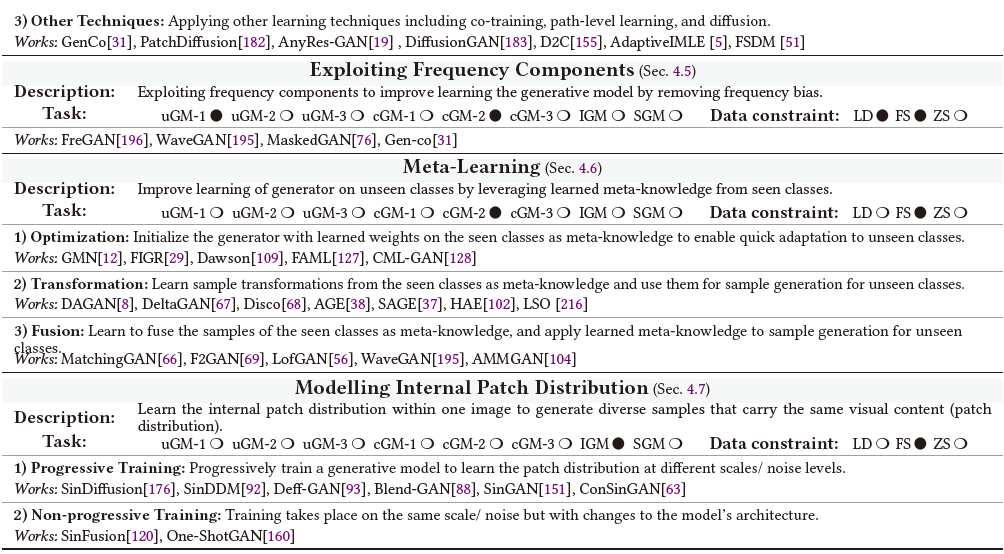 3) Other Techniques: Applying other learning techniques including co-training, path-level learning, and diffusion.
Works: GenCo[31], PatchDiffusion[182], AnyRes-GAN[19] , DiffusionGAN[183], D2C[155], AdaptiveIMLE [5], FSDM [51]
Exploiting Frequency Components (Sec. 4.5)
Description: Exploiting frequency components to improve learning the generative model by removing frequency bias.
Task: uGM-1 ● uGM-2 ○ uGM-3 ○ cGM-1 ○ cGM-2 ● cGM-3 ○ IGM ○ SGM ○ Data constraint: LD ● FS ● ZS ○
Works: FreGAN[196], WaveGAN[195], MaskedGAN[76], Gen-co[31]
Meta-Learning (Sec. 4.6)
Description: Improve learning of generator on unseen classes by leveraging learned meta-knowledge from seen classes.
Task: uGM-1 ○ uGM-2 ○ uGM-3 ○ cGM-1 ○ cGM-2 ● cGM-3 ○ IGM ○ SGM ○ Data constraint: LD ○ FS ● ZS ○
1) Optimization: Initialize the generator with learned weights on the seen classes as meta-knowledge to enable quick adaptation to unseen classes.
Works: GMN[12], FIGR[29], Dawson[109], FAML[127], CML-GAN[128]
2) Transformation: Learn sample transformations from the seen classes as meta-knowledge and use them for sample generation for unseen classes.
Works: DAGAN[8], DeltaGAN[67], Disco[68], AGE[38], SAGE[37], HAE[102], LSO [216]
3) Fusion: Learn to fuse the samples of the seen classes as meta-knowledge, and apply learned meta-knowledge to sample generation for unseen
classes.
Works: MatchingGAN[66], F2GAN[69], LofGAN[56], WaveGAN[195], AMMGAN[104]
Modelling Internal Patch Distribution (Sec. 4.7)
Description: Learn the internal patch distribution within one image to generate diverse samples that carry the same visual content (patch
distribution).
Task: uGM-1 ○ uGM-2 ○ uGM-3 ○ cGM-1 ○ cGM-2 ○ cGM-3 ○ IGM ● SGM ○ Data constraint: LD ○ FS ● ZS ○
1) Progressive Training: Progressively train a generative model to learn the patch distribution at different scales/ noise levels.
Works: SinDiffusion[176], SinDDM[92], Deff-GAN[93], Blend-GAN[88], SinGAN[151], ConSinGAN[63]
2) Non-progressive Training: Training takes place on the same scale/ noise but with changes to the model's architecture.
Works: SinFusion[120], One-ShotGAN[160]